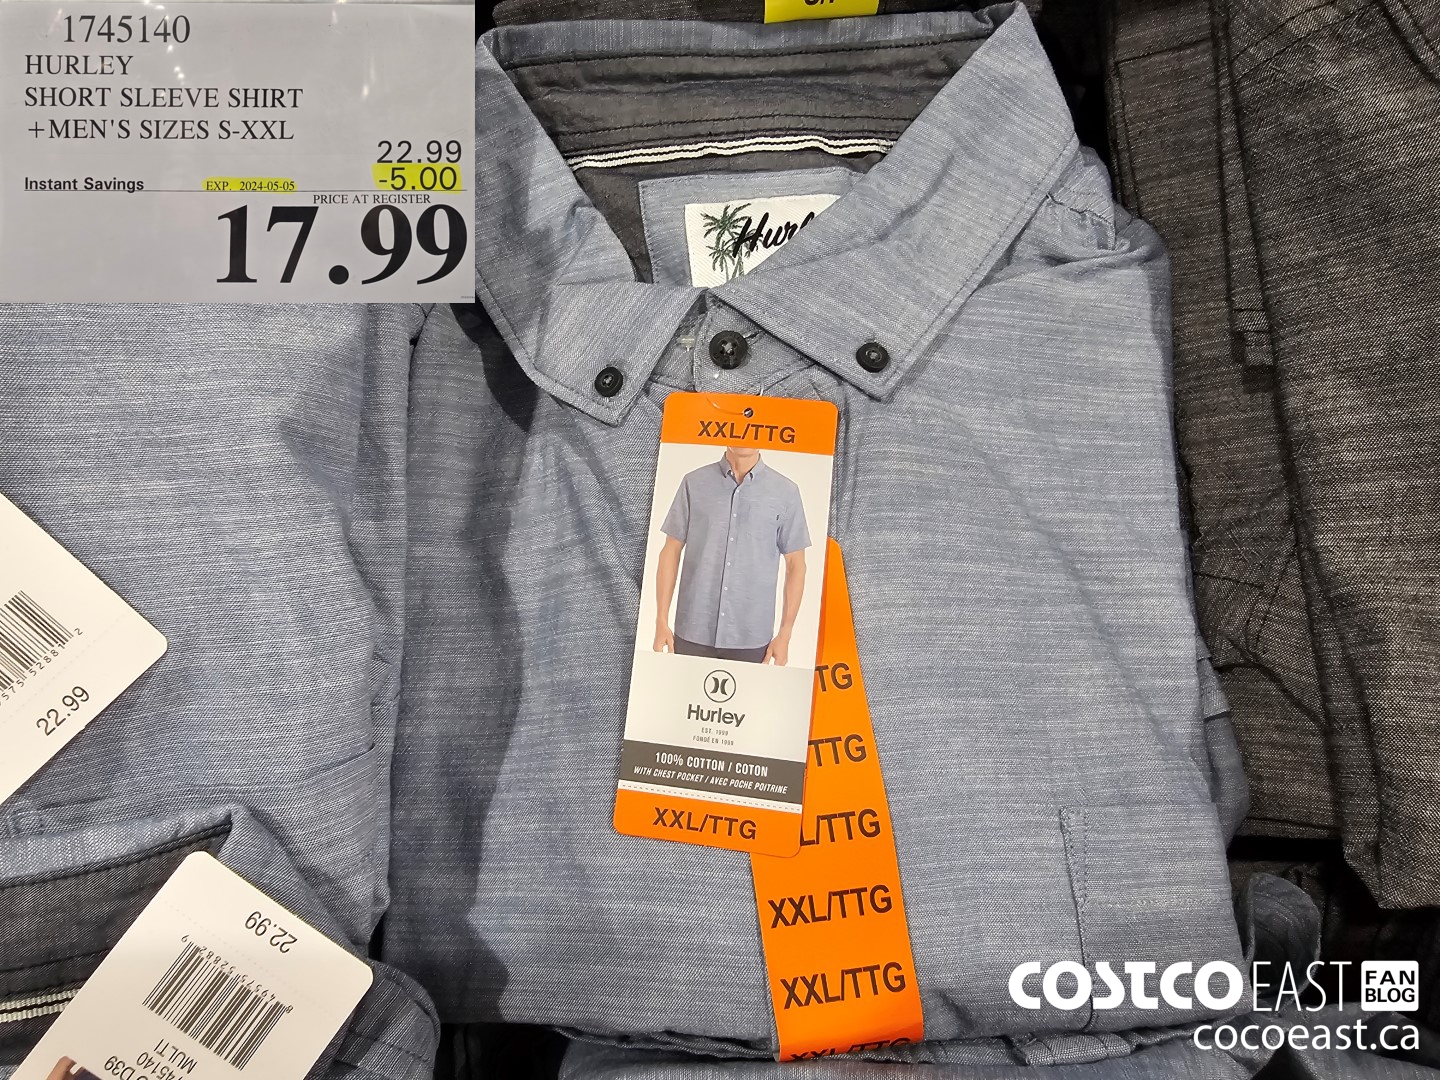 1745140
HURLEY
SHORT SLEEVE SHIRT
+MEN'S SIZES S-XXL
22.99
Instant Savings EXP. 2024-05-05 -5.00
PRICE AT REGISTER
17.99
XXL/TTG
Hurley
EST. 1999
FONDÉ EN 1999
100% COTTON / COTON
WITH CHEST POCKET / AVEC POCHE POITRINE
XXL/TTG
TG
TTG
L/TTG
XXL/TTG
XXL/TTG
XXL/TTG
22.99
22.99
MULTI
COSTCO EAST FAN BLOG
cocoeast.ca